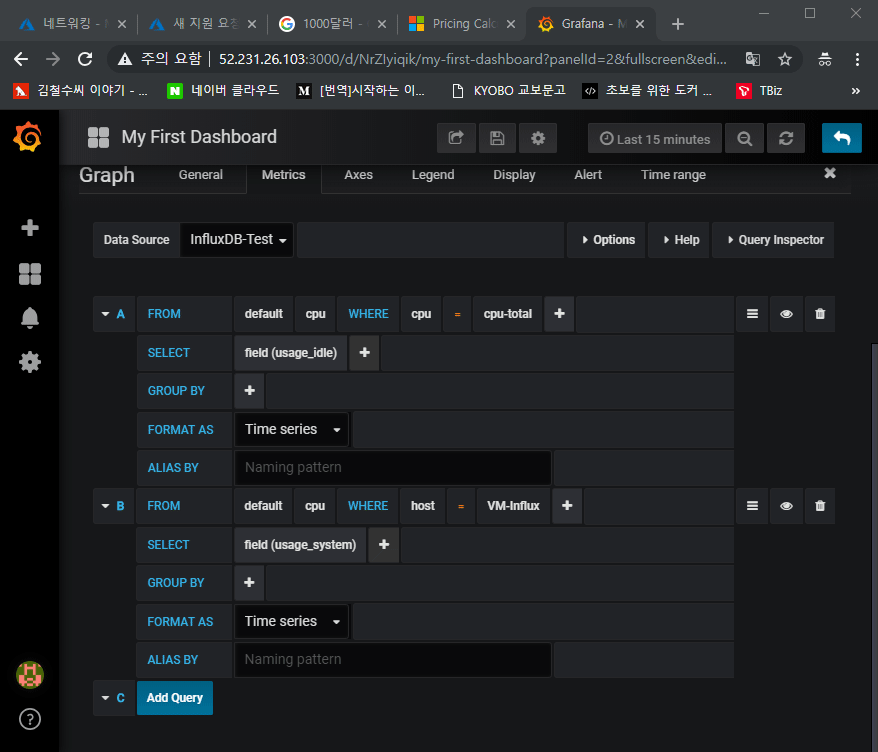 네트워킹 -
새 지원 요청
1000달러 -
Pricing Calc
Grafana - M
주의 요함 52.231.26.103:3000/d/NrZIyiqik/my-first-dashboard?panelId=2&fullscreen&edi...
김철수씨 이야기 - ...
네이버 클라우드
[번역]시작하는 이...
KYOBO 교보문고
초보를 위한 도커 ...
TBiz
»
My First Dashboard
Last 15 minutes
Graph General Metrics Axes Legend Display Alert Time range
Data Source InfluxDB-Test Options Help Query Inspector
A FROM default cpu WHERE cpu = cpu-total +
SELECT field (usage_idle) +
GROUP BY +
FORMAT AS Time series
ALIAS BY Naming pattern
B FROM default cpu WHERE host = VM-Influx +
SELECT field (usage_system) +
GROUP BY +
FORMAT AS Time series
ALIAS BY Naming pattern
C Add Query